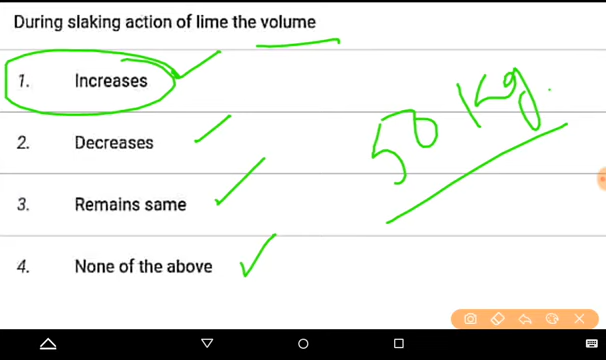 During slaking action of lime the volume
1. Increases
50 Kg.
2. Decreases
3. Remains same
4. None of the above